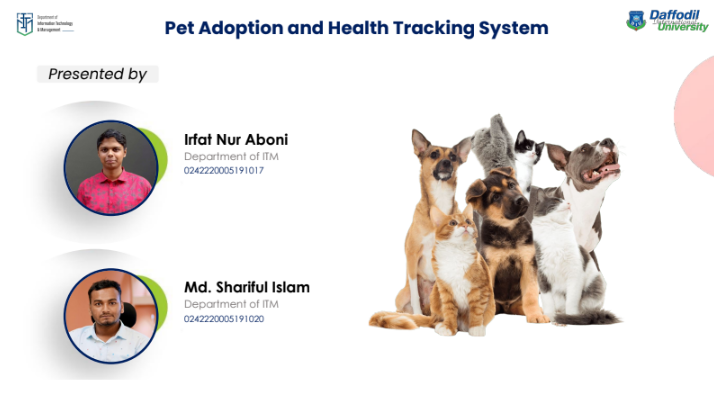 Department of
Information Technology
& Management
Pet Adoption and Health Tracking System
Daffodil
International
University
Presented by
Irfat Nur Aboni
Department of ITM
0242220005191017
Md. Shariful Islam
Department of ITM
0242220005191020